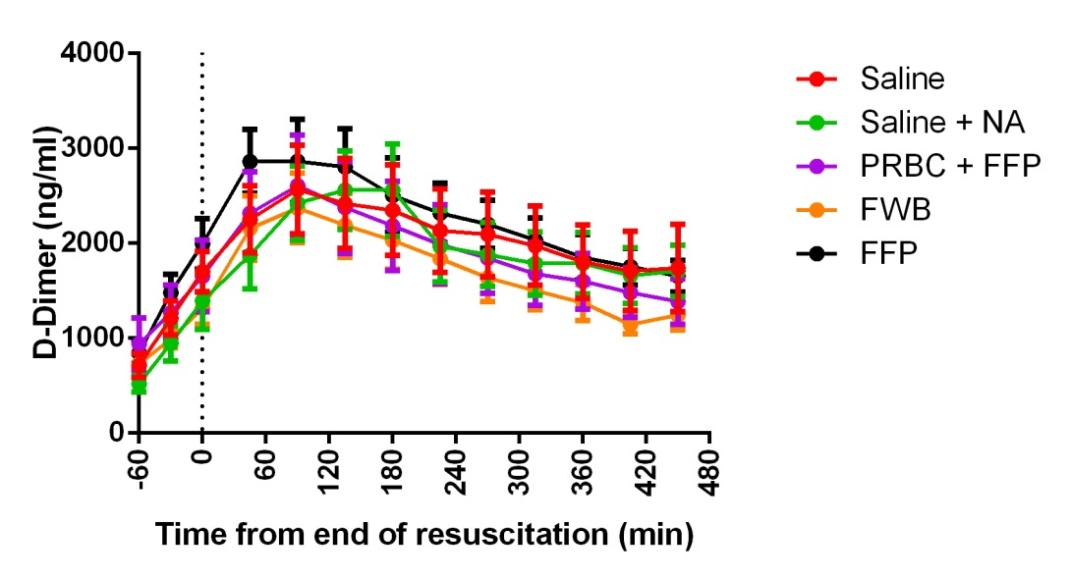 4000
3000
2000
1000
0
D-Dimer (ng/ml)
-60 0 60 120 180 240 300 360 420 480
Time from end of resuscitation (min)
Saline
Saline + NA
PRBC + FFP
FWB
FFP